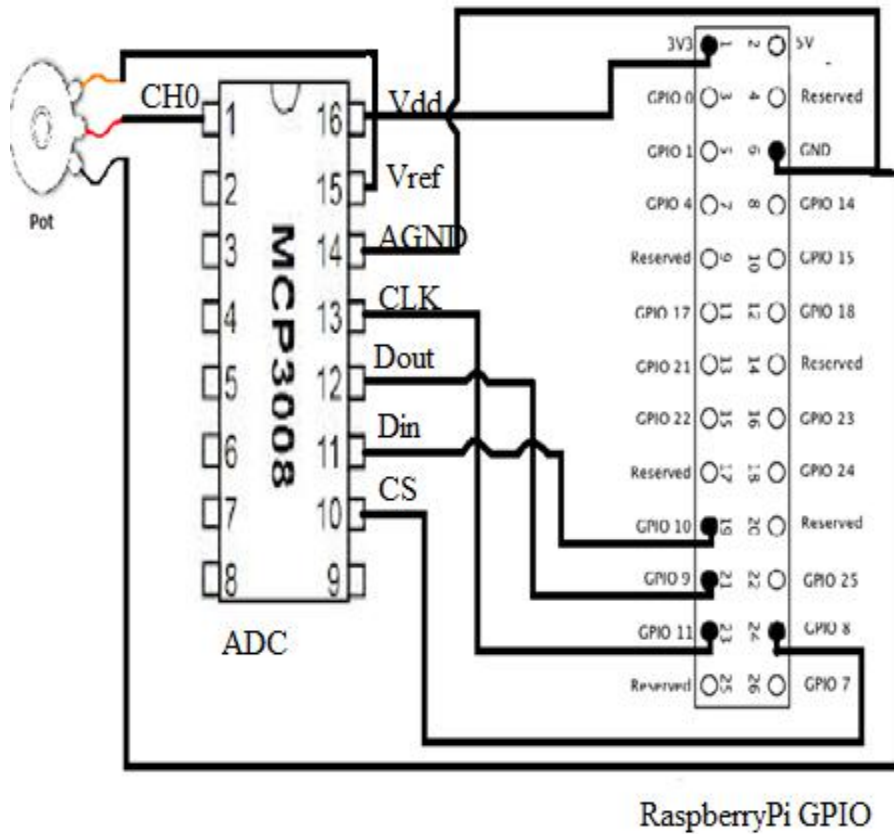 Pot
CH0
1
2
3
4
5
6
7
8
16
15
14
13
12
11
10
9
MCP3008
ADC
Vdd
Vref
AGND
CLK
Dout
Din
CS
3V3 1 2 5V
GPIO 0 3 4 Reserved
GPIO 1 5 6 GND
GPIO 4 7 8 GPIO 14
Reserved 9 10 GPIO 15
GPIO 17 11 12 GPIO 18
GPIO 21 13 14 Reserved
GPIO 22 15 16 GPIO 23
Reserved 17 18 GPIO 24
GPIO 10 19 20 Reserved
GPIO 9 21 22 GPIO 25
GPIO 11 23 24 GPIO 8
Reserved 25 26 GPIO 7
RaspberryPi GPIO